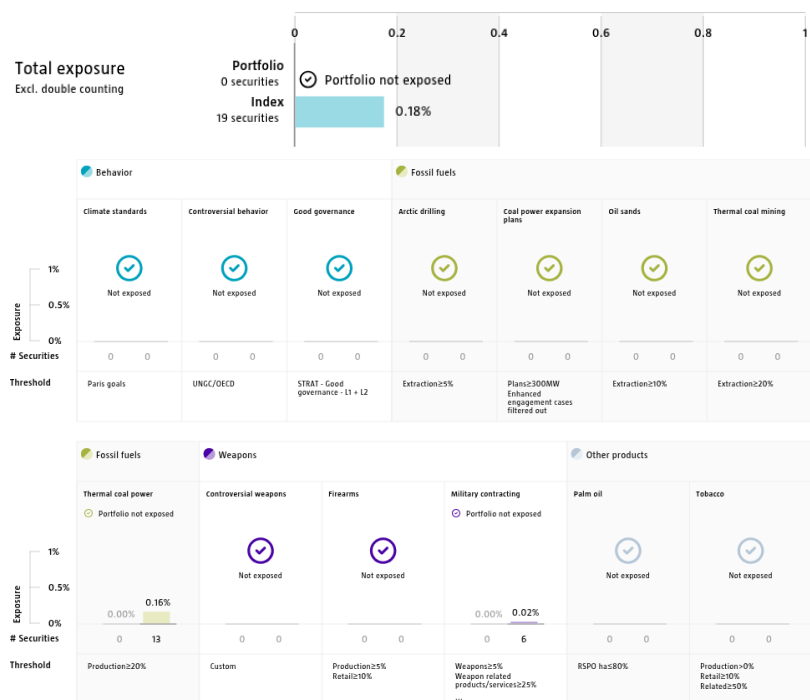 0 0.2 0.4 0.6 0.8 1
Total exposure
Excl. double counting
Portfolio
0 securities
Portfolio not exposed
Index
19 securities
0.18%
Behavior
Fossil fuels
Climate standards
Controversial behavior
Good governance
Arctic drilling
Coal power expansion
plans
Oil sands
Thermal coal mining
Exposure
1%
0.5%
0%
Not exposed
Not exposed
Not exposed
Not exposed
Not exposed
Not exposed
Not exposed
# Securities
0 0
0 0
0 0
0 0
0 0
0 0
0 0
Threshold
Paris goals
UNGC/OECD
STRAT - Good
governance - L1 + L2
Extraction≥5%
Plans≥300MW
Enhanced
engagement cases
filtered out
Extraction≥10%
Extraction≥20%
Fossil fuels
Weapons
Other products
Thermal coal power
Portfolio not exposed
Controversial weapons
Firearms
Military contracting
Portfolio not exposed
Palm oil
Tobacco
Exposure
1%
0.5%
0%
0.00% 0.16%
Not exposed
Not exposed
0.00% 0.02%
Not exposed
Not exposed
# Securities
0 13
0 0
0 0
0 6
0 0
0 0
Threshold
Production≥20%
Custom
Production≥5%
Retail≥10%
Weapons≥5%
Weapon related
products/services≥25%
RSPO ha≤80%
Production>0%
Retail≥10%
Related≥50%